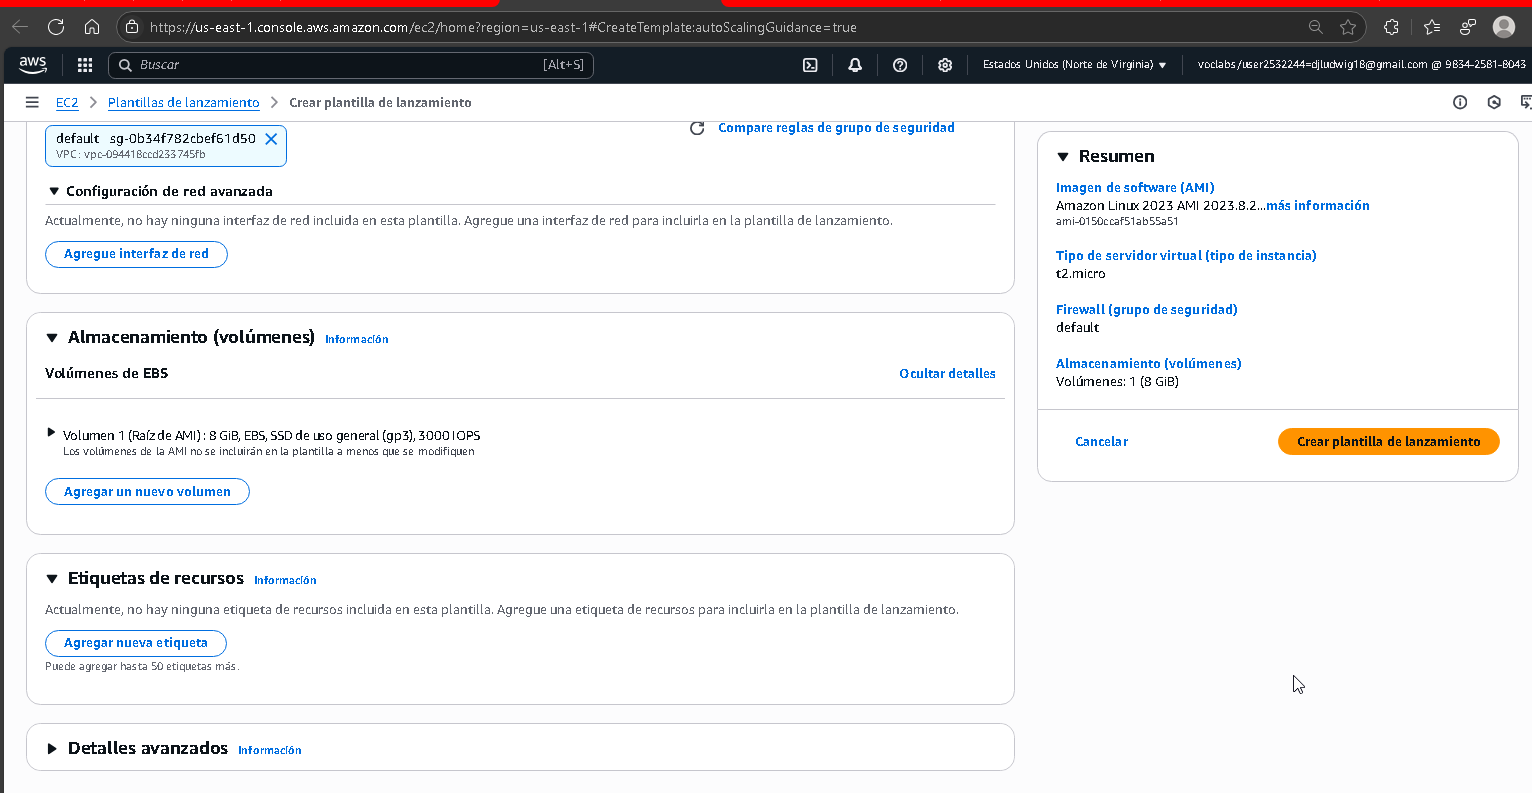 https://us-east-1.console.aws.amazon.com/ec2/home?region=us-east-1#CreateTemplate:autoScalingGuidance=true
aws
Buscar
[Alt+S]
Estados Unidos (Norte de Virginia)
voclabs/user2532244=djludwig18@gmail.com @ 9834-2581-8043
EC2
Plantillas de lanzamiento
Crear plantilla de lanzamiento
default sg-0b34f782cbef61d50
VPC: vpc-094418ccd233745fb
Compare reglas de grupo de seguridad
Configuración de red avanzada
Actualmente, no hay ninguna interfaz de red incluida en esta plantilla. Agregue una interfaz de red para incluirla en la plantilla de lanzamiento.
Agregue interfaz de red
Almacenamiento (volúmenes) Información
Volúmenes de EBS
Ocultar detalles
Volumen 1 (Raíz de AMI) : 8 GiB, EBS, SSD de uso general (gp3), 3000 IOPS
Los volúmenes de la AMI no se incluirán en la plantilla a menos que se modifiquen
Agregar un nuevo volumen
Etiquetas de recursos Información
Actualmente, no hay ninguna etiqueta de recursos incluida en esta plantilla. Agregue una etiqueta de recursos para incluirla en la plantilla de lanzamiento.
Agregar nueva etiqueta
Puede agregar hasta 50 etiquetas más.
Detalles avanzados Información
Resumen
Imagen de software (AMI)
Amazon Linux 2023 AMI 2023.8.2...más información
ami-0150ccaf51ab55a51
Tipo de servidor virtual (tipo de instancia)
t2.micro
Firewall (grupo de seguridad)
default
Almacenamiento (volúmenes)
Volúmenes: 1 (8 GiB)
Cancelar
Crear plantilla de lanzamiento